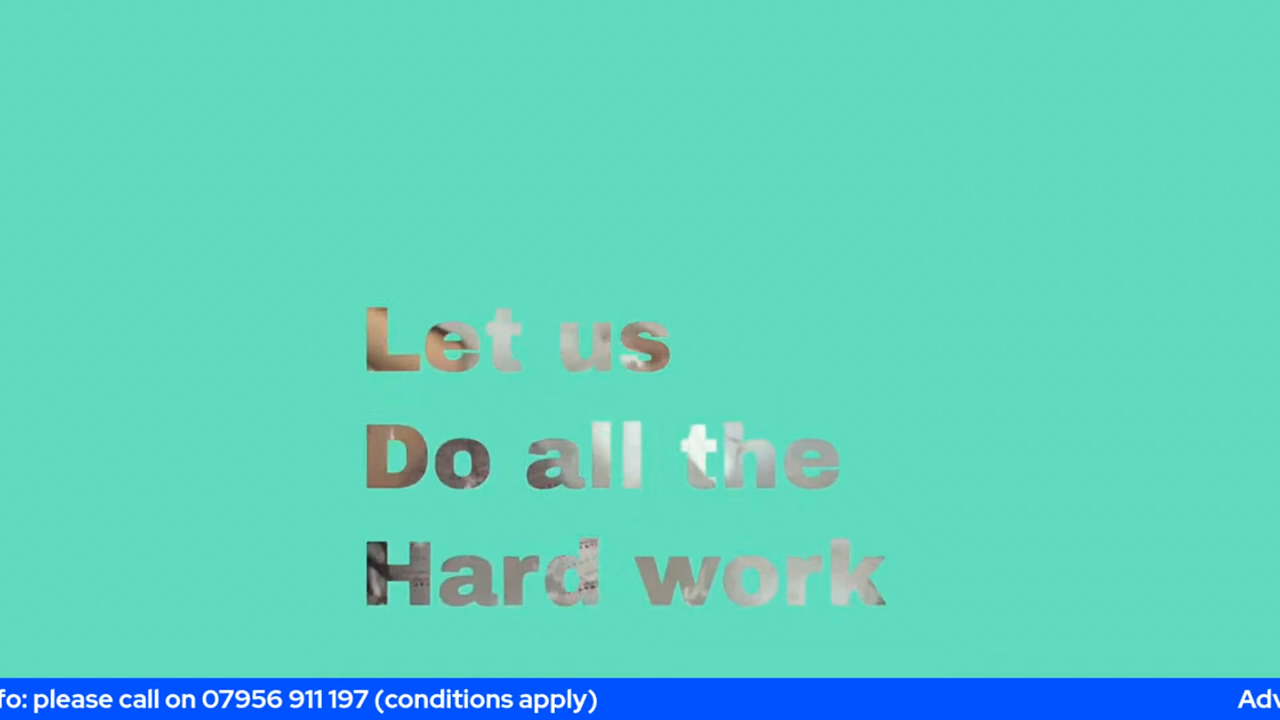 Let us
Do all the
Hard work
fo: please call on 07956 911 197 (conditions apply)
Adv